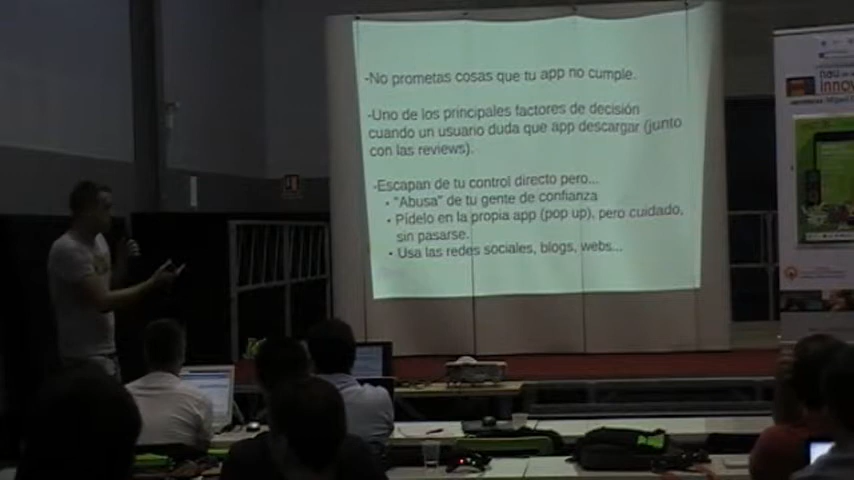 -No prometas cosas que tu app no cumple.
-Uno de los principales factores de decisión
cuando un usuario duda que app descargar (junto
con las reviews).
-Escapan de tu control directo pero...
• "Abusa" de tu gente de confianza
• Pídelo en la propia app (pop up), pero cuidado,
sin pasarse.
• Usa las redes sociales, blogs, webs...